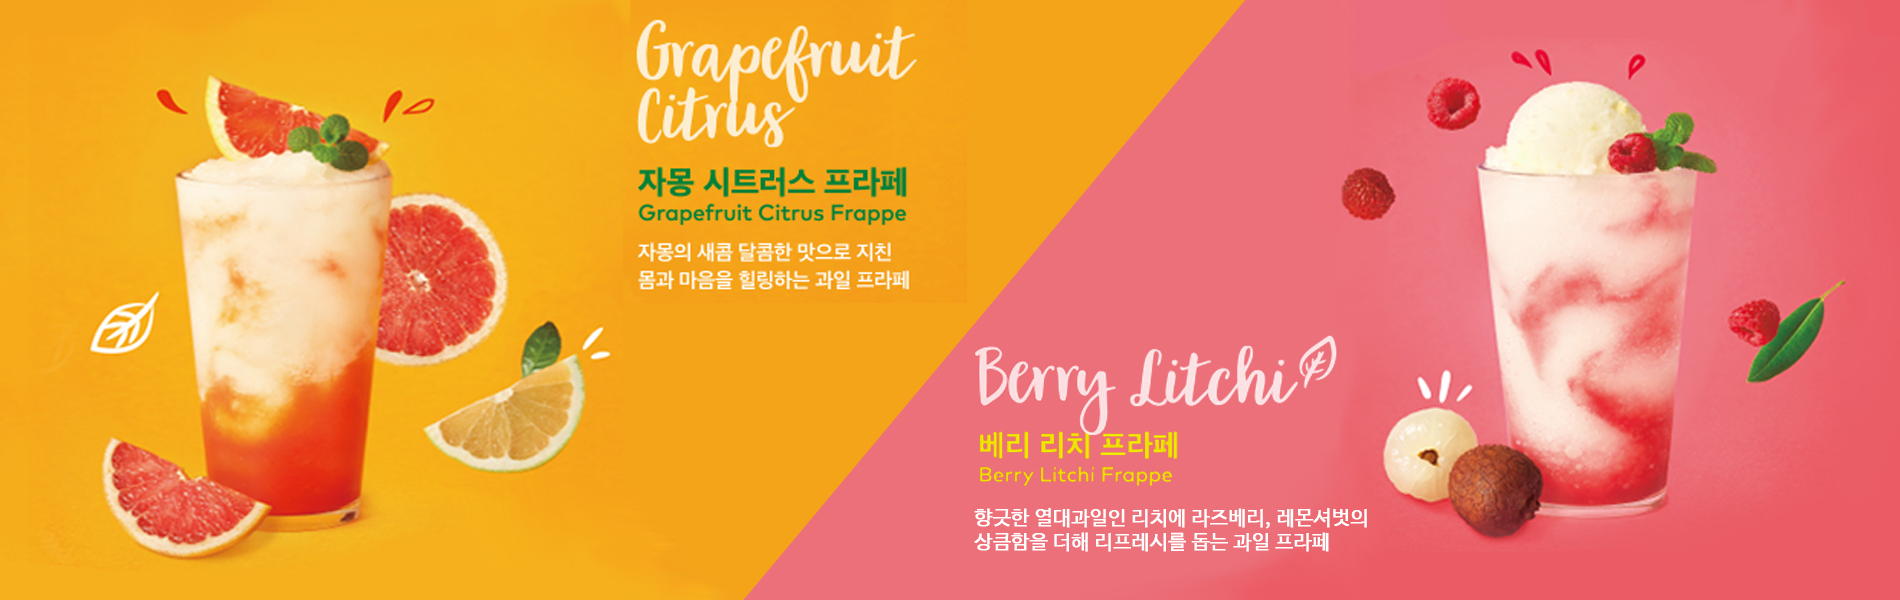 Grapefruit
Citrus
자몽 시트러스 프라페
Grapefruit Citrus Frappe
자몽의 새콤 달콤한 맛으로 지친
몸과 마음을 힐링하는 과일 프라페
Berry Litchi
베리 리치 프라페
Berry Litchi Frappe
향긋한 열대과일인 리치에 라즈베리, 레몬셔벗의
상큼함을 더해 리프레시를 돕는 과일 프라페